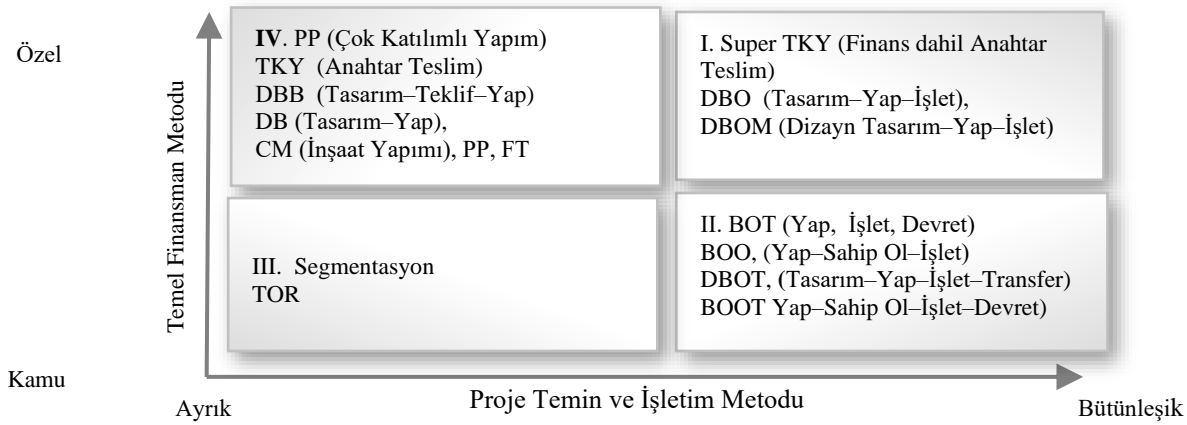 Özel
Temel Finansman Metodu
IV. PP (Çok Katılımlı Yapım)
TKY (Anahtar Teslim)
DBB (Tasarım–Teklif–Yap)
DB (Tasarım–Yap),
CM (İnşaat Yapımı), PP, FT
I. Super TKY (Finans dahil Anahtar
Teslim)
DBO (Tasarım–Yap–İşlet),
DBOM (Dizayn Tasarım–Yap–İşlet)
III. Segmentasyon
TOR
II. BOT (Yap, İşlet, Devret)
BOO, (Yap–Sahip Ol–İşlet)
DBOT, (Tasarım–Yap–İşlet–Transfer)
BOOT Yap–Sahip Ol–İşlet–Devret)
Kamu
Ayrık
Proje Temin ve İşletim Metodu
Bütünleşik